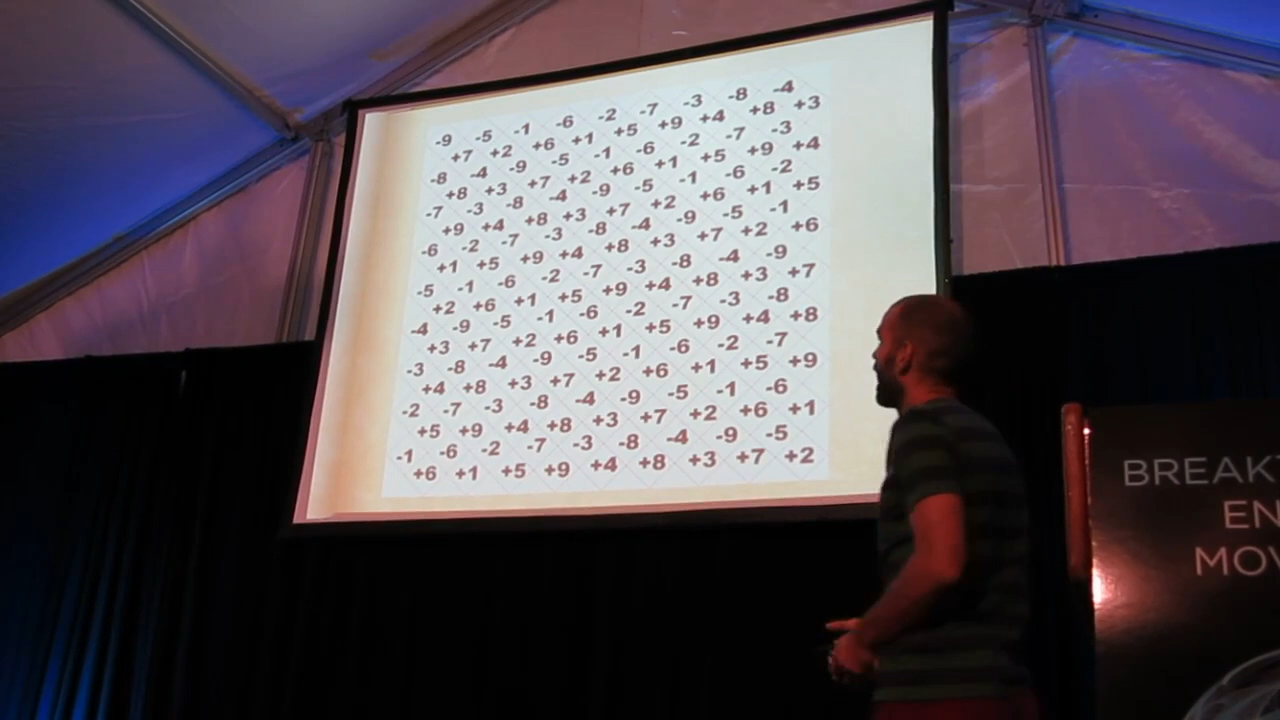 -9 -5 -1 -6 -2 -7 -3 -8 -4
+7 +2 +6 +1 +5 +9 +4 +8 +3
-8 -4 -9 -5 -1 -6 -2 -7 -3
+8 +3 +7 +2 +6 +1 +5 +9 +4
-7 -3 -8 -4 -9 -5 -1 -6 -2
+9 +4 +8 +3 +7 +2 +6 +1 +5
-6 -2 -7 -3 -8 -4 -9 -5 -1
+1 +5 +9 +4 +8 +3 +7 +2 +6
-5 -1 -6 -2 -7 -3 -8 -4 -9
+2 +6 +1 +5 +9 +4 +8 +3 +7
-4 -9 -5 -1 -6 -2 -7 -3 -8
+3 +7 +2 +6 +1 +5 +9 +4 +8
-3 -8 -4 -9 -5 -1 -6 -2 -7
+4 +8 +3 +7 +2 +6 +1 +5 +9
-2 -7 -3 -8 -4 -9 -5 -1 -6
+5 +9 +4 +8 +3 +7 +2 +6 +1
-1 -6 -2 -7 -3 -8 -4 -9 -5
+6 +1 +5 +9 +4 +8 +3 +7 +2
BREAK
EN
MOV